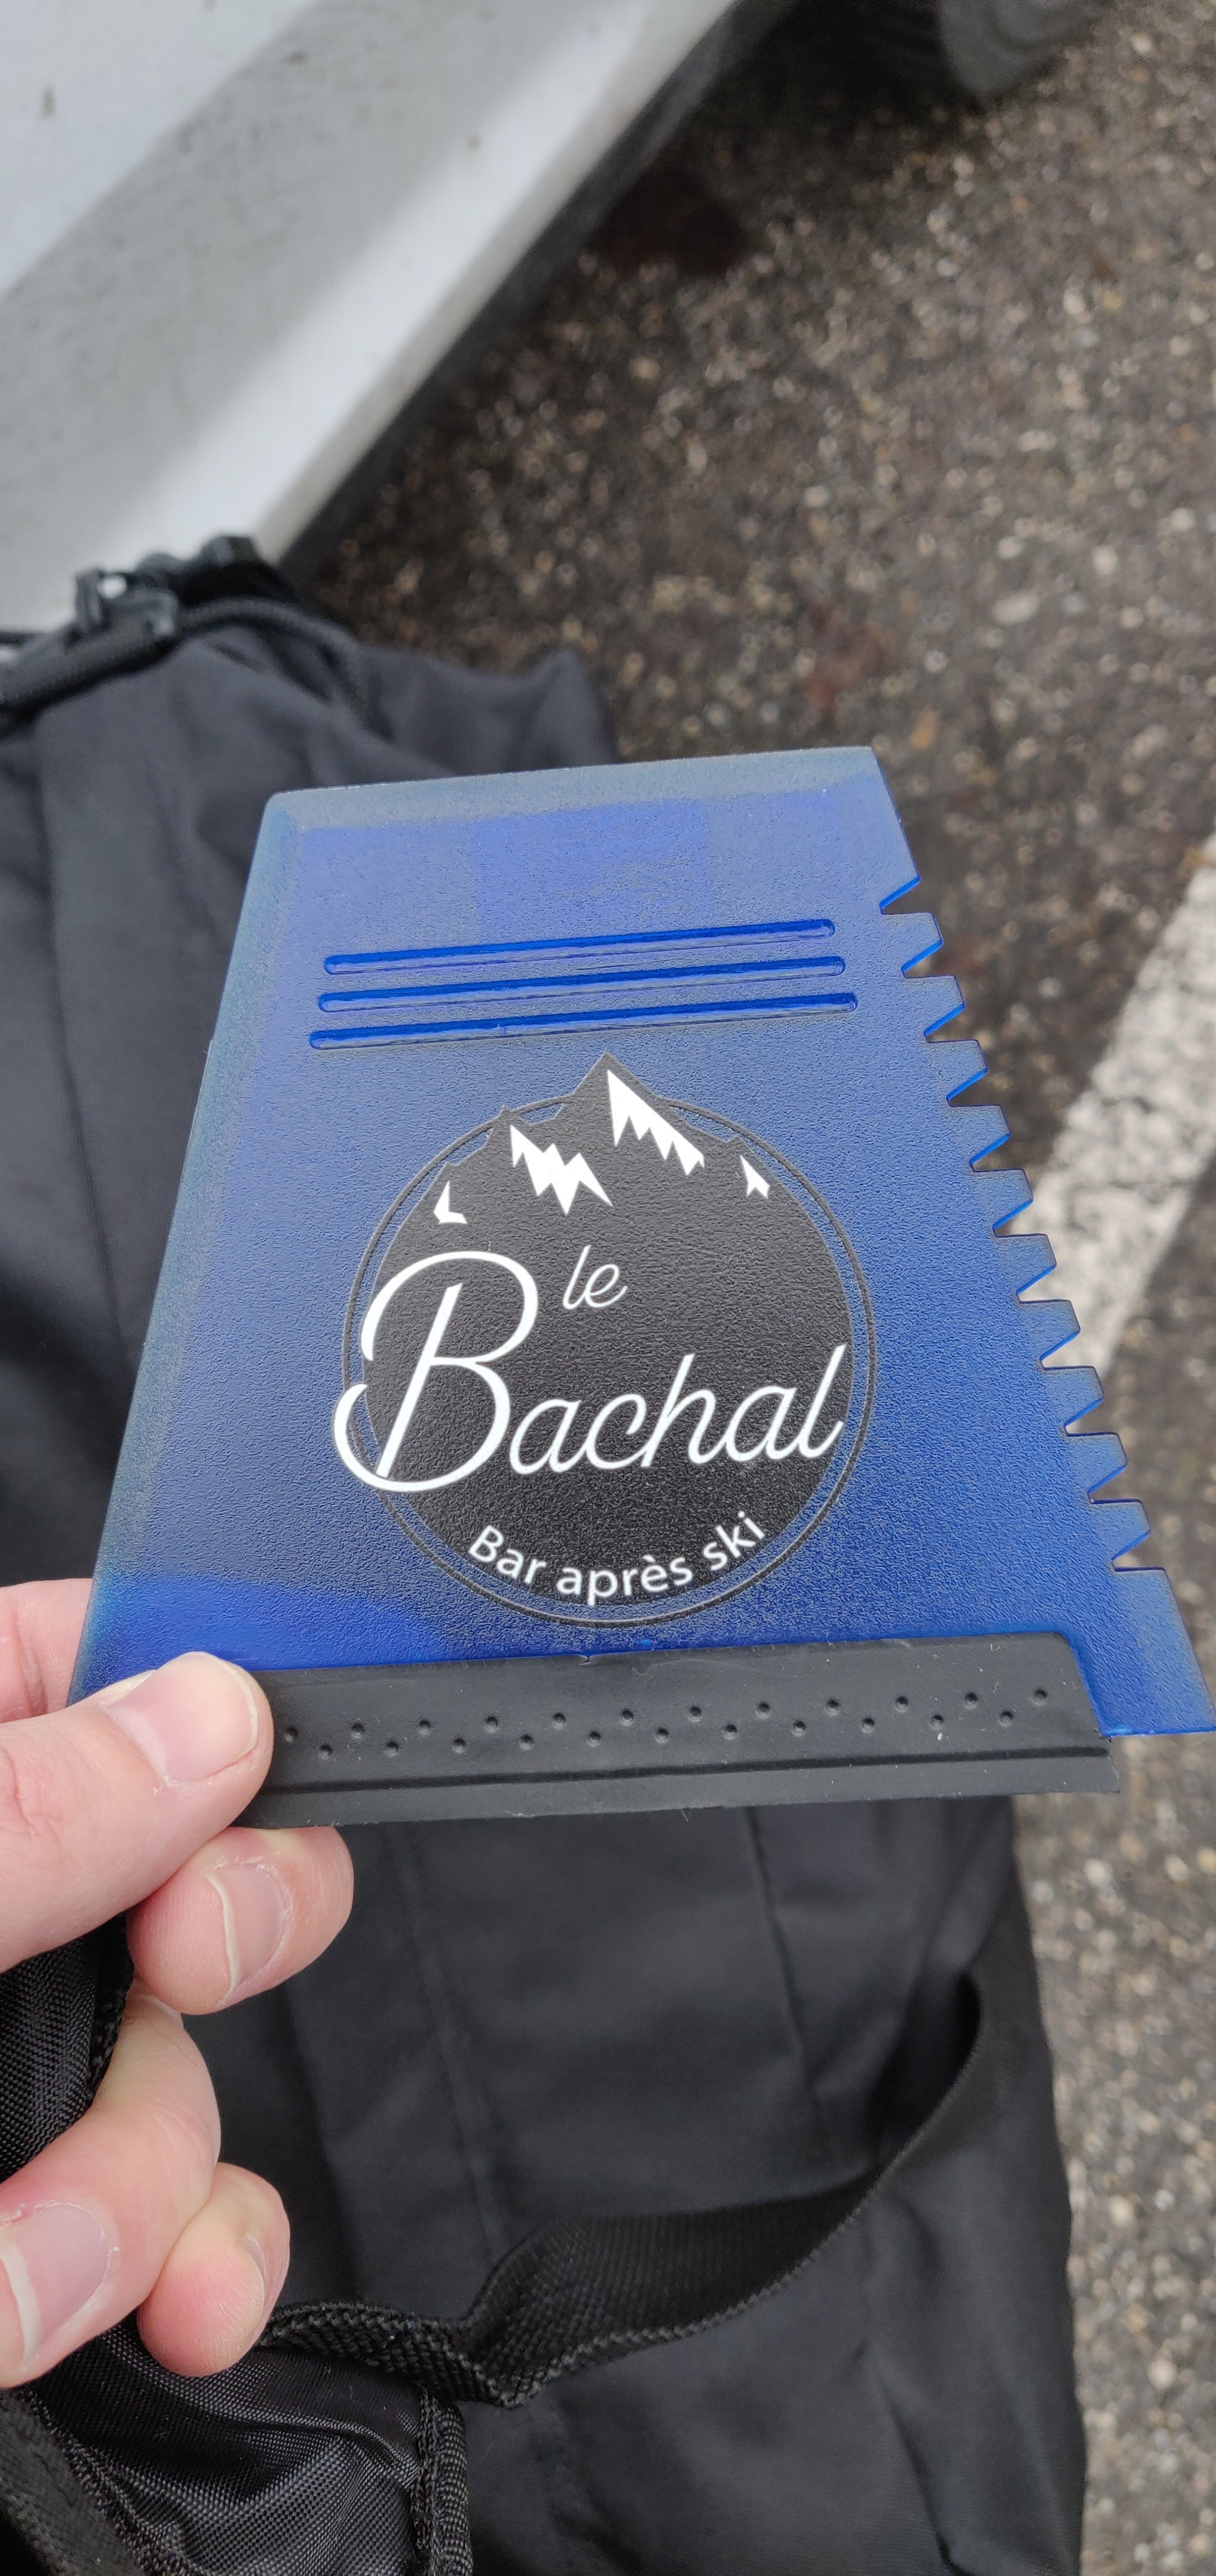 le
Bachal
Bar après ski